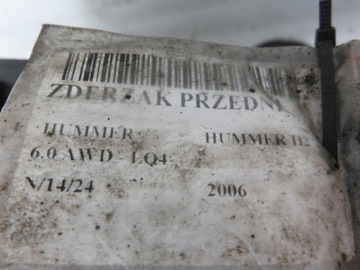 ZDERZAK PRZEDNI
HUMMER HUMMER H2
6.0 AWD - LQ4
N/14/24 2006